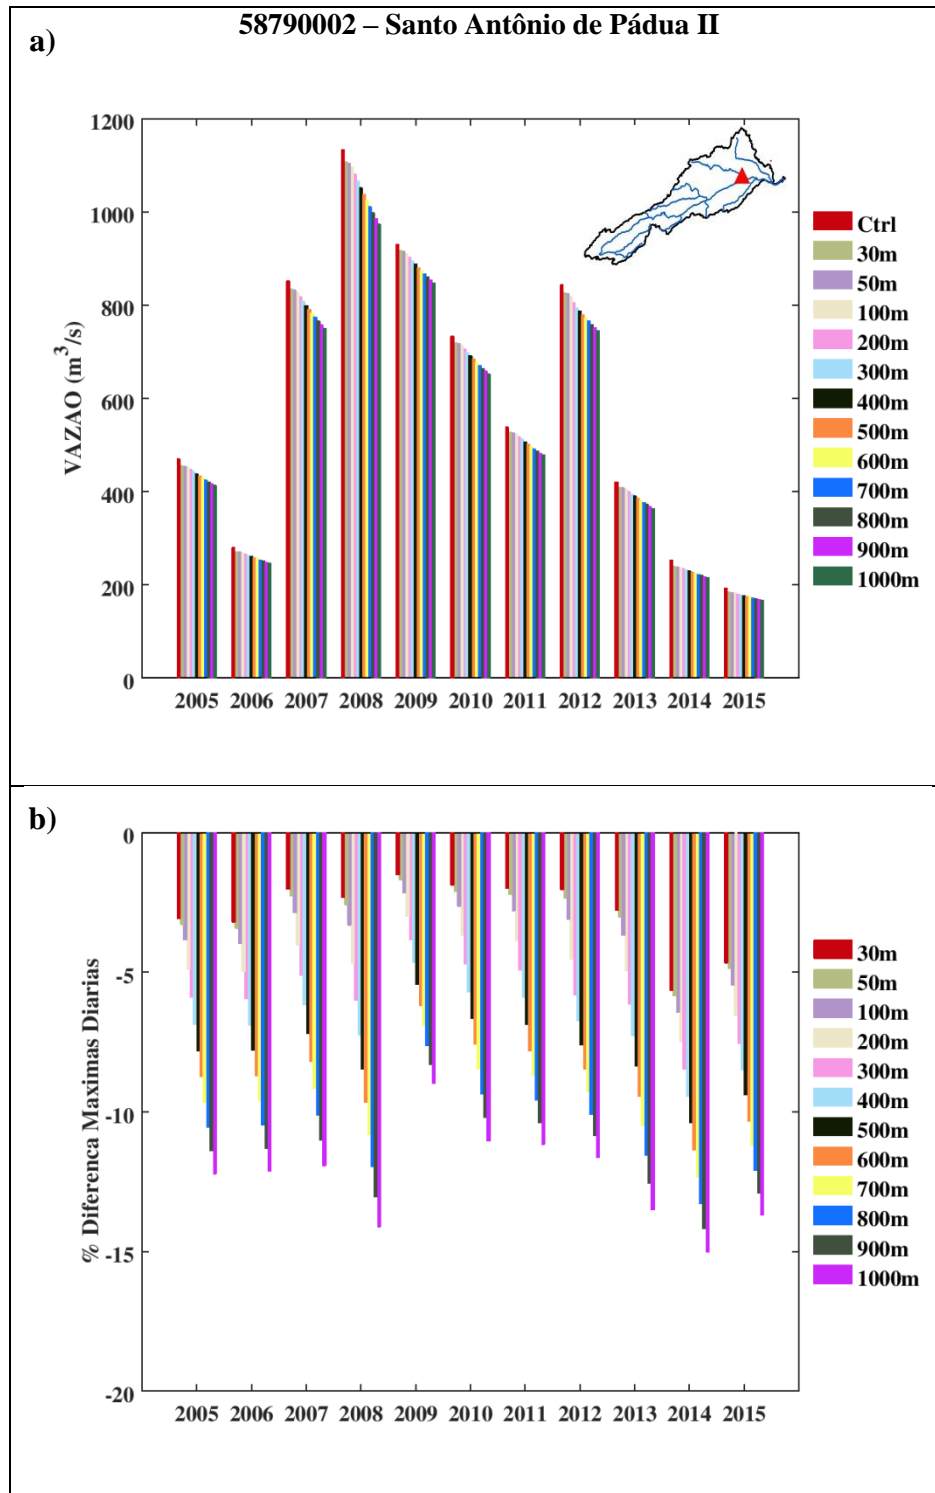 58790002 – Santo Antônio de Pádua II
a)
1200
1000
800
600
400
200
0
VAZAO (m³/s)
2005 2006 2007 2008 2009 2010 2011 2012 2013 2014 2015
Ctrl
30m
50m
100m
200m
300m
400m
500m
600m
700m
800m
900m
1000m
b)
0
-5
-10
-15
-20
% Diferenca Maximas Diarias
2005 2006 2007 2008 2009 2010 2011 2012 2013 2014 2015
30m
50m
100m
200m
300m
400m
500m
600m
700m
800m
900m
1000m